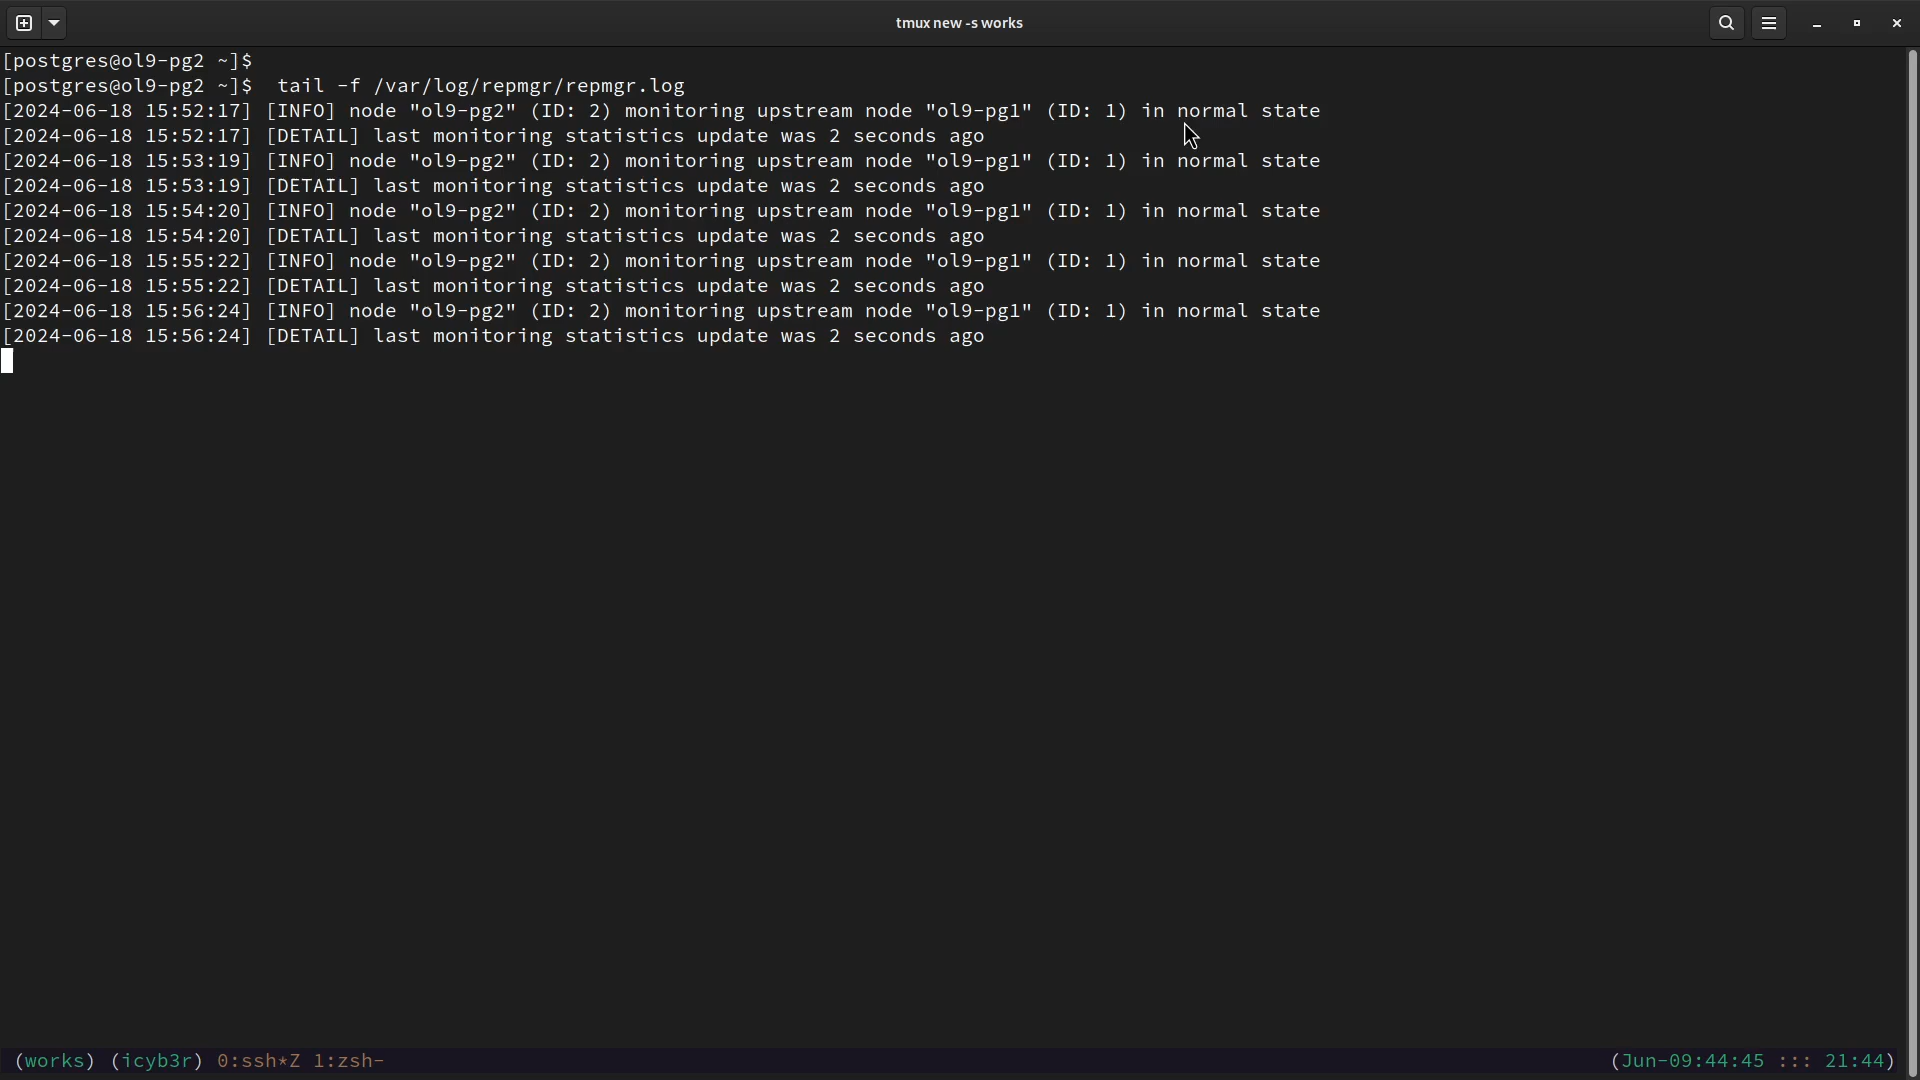 tmux new -s works
[postgres@ol9-pg2 ~]$
[postgres@ol9-pg2 ~]$  tail -f /var/log/repmgr/repmgr.log
[2024-06-18 15:52:17] [INFO] node "ol9-pg2" (ID: 2) monitoring upstream node "ol9-pg1" (ID: 1) in normal state
[2024-06-18 15:52:17] [DETAIL] last monitoring statistics update was 2 seconds ago
[2024-06-18 15:53:19] [INFO] node "ol9-pg2" (ID: 2) monitoring upstream node "ol9-pg1" (ID: 1) in normal state
[2024-06-18 15:53:19] [DETAIL] last monitoring statistics update was 2 seconds ago
[2024-06-18 15:54:20] [INFO] node "ol9-pg2" (ID: 2) monitoring upstream node "ol9-pg1" (ID: 1) in normal state
[2024-06-18 15:54:20] [DETAIL] last monitoring statistics update was 2 seconds ago
[2024-06-18 15:55:22] [INFO] node "ol9-pg2" (ID: 2) monitoring upstream node "ol9-pg1" (ID: 1) in normal state
[2024-06-18 15:55:22] [DETAIL] last monitoring statistics update was 2 seconds ago
[2024-06-18 15:56:24] [INFO] node "ol9-pg2" (ID: 2) monitoring upstream node "ol9-pg1" (ID: 1) in normal state
[2024-06-18 15:56:24] [DETAIL] last monitoring statistics update was 2 seconds ago
(works) (icyb3r) 0:ssh*Z 1:zsh- (Jun-09:44:45 ::: 21:44)